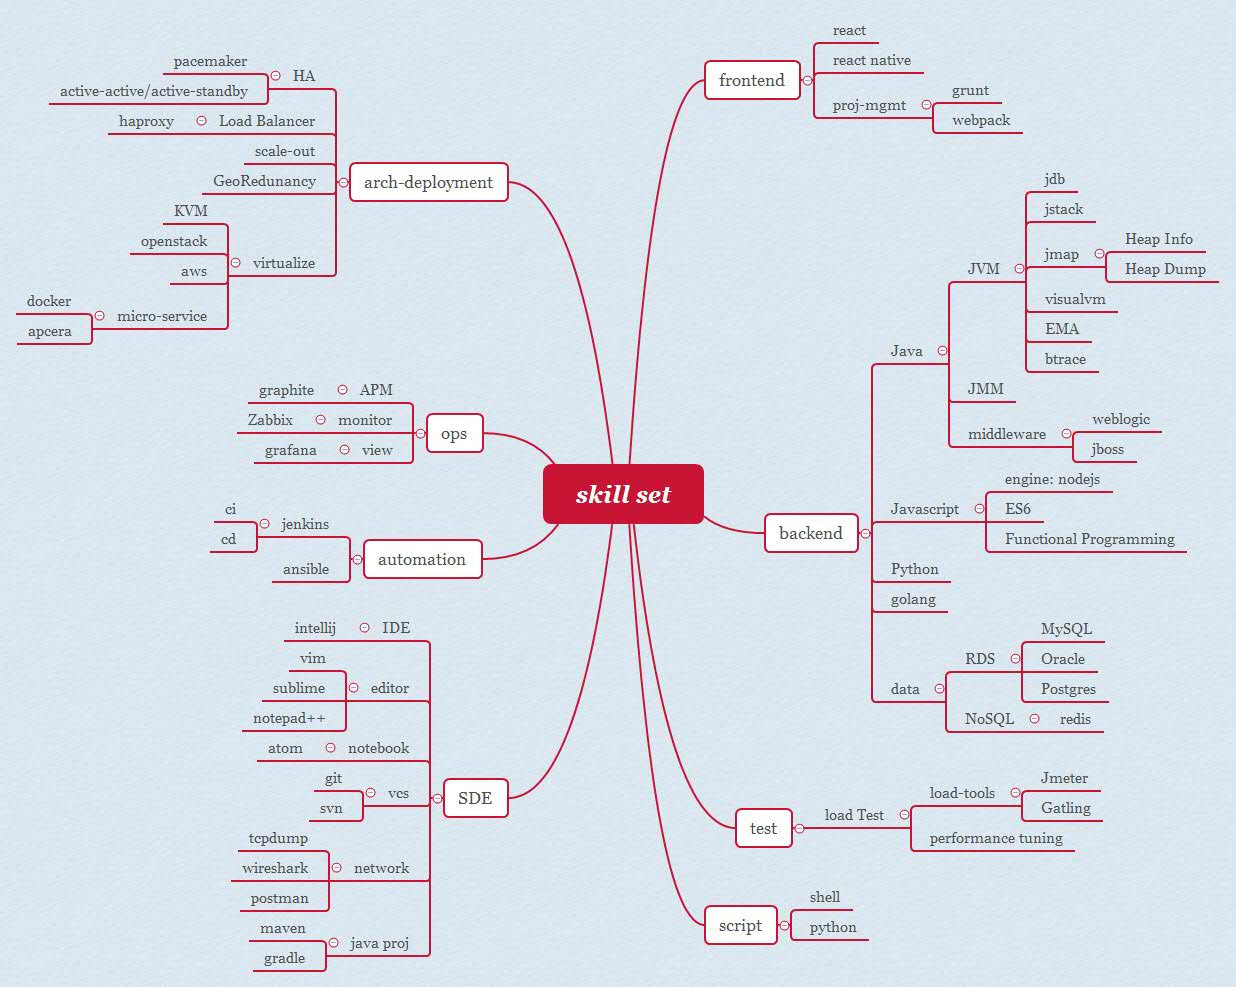 skill set
frontend
react
react native
proj-mgmt
grunt
webpack
backend
Java
JVM
jdb
jstack
jmap
Heap Info
Heap Dump
visualvm
EMA
btrace
JMM
middleware
weblogic
jboss
Javascript
engine: nodejs
ES6
Functional Programming
Python
golang
data
RDS
MySQL
Oracle
Postgres
NoSQL
redis
test
load Test
load-tools
Jmeter
Gatling
performance tuning
script
shell
python
arch-deployment
HA
pacemaker
active-active/active-standby
Load Balancer
haproxy
scale-out
GeoRedunancy
virtualize
KVM
openstack
aws
micro-service
docker
apcera
ops
APM
graphite
monitor
Zabbix
view
grafana
automation
jenkins
ci
cd
ansible
SDE
IDE
intellij
editor
vim
sublime
notepad++
notebook
atom
vcs
git
svn
network
tcpdump
wireshark
postman
java proj
maven
gradle